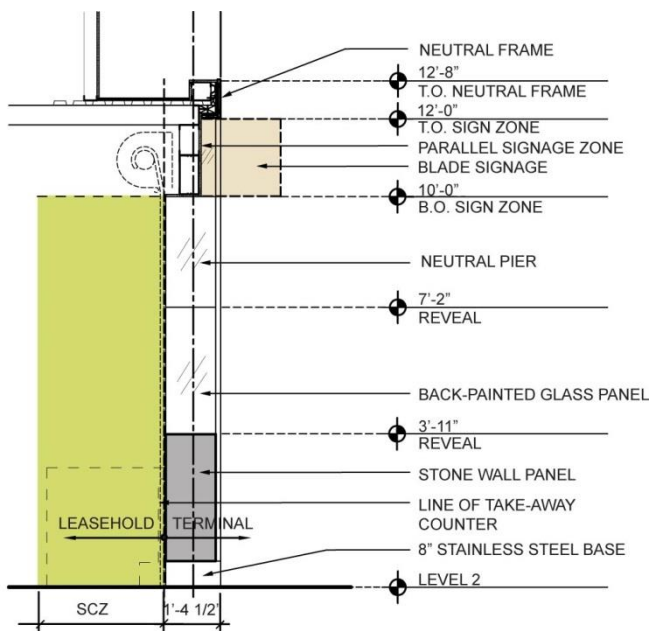 NEUTRAL FRAME
12'-8"
T.O. NEUTRAL FRAME
12'-0"
T.O. SIGN ZONE
PARALLEL SIGNAGE ZONE
BLADE SIGNAGE
10'-0"
B.O. SIGN ZONE
NEUTRAL PIER
7'-2"
REVEAL
BACK-PAINTED GLASS PANEL
3'-11"
REVEAL
STONE WALL PANEL
LINE OF TAKE-AWAY
COUNTER
LEASEHOLD TERMINAL
8" STAINLESS STEEL BASE
LEVEL 2
SCZ 1'-4 1/2'